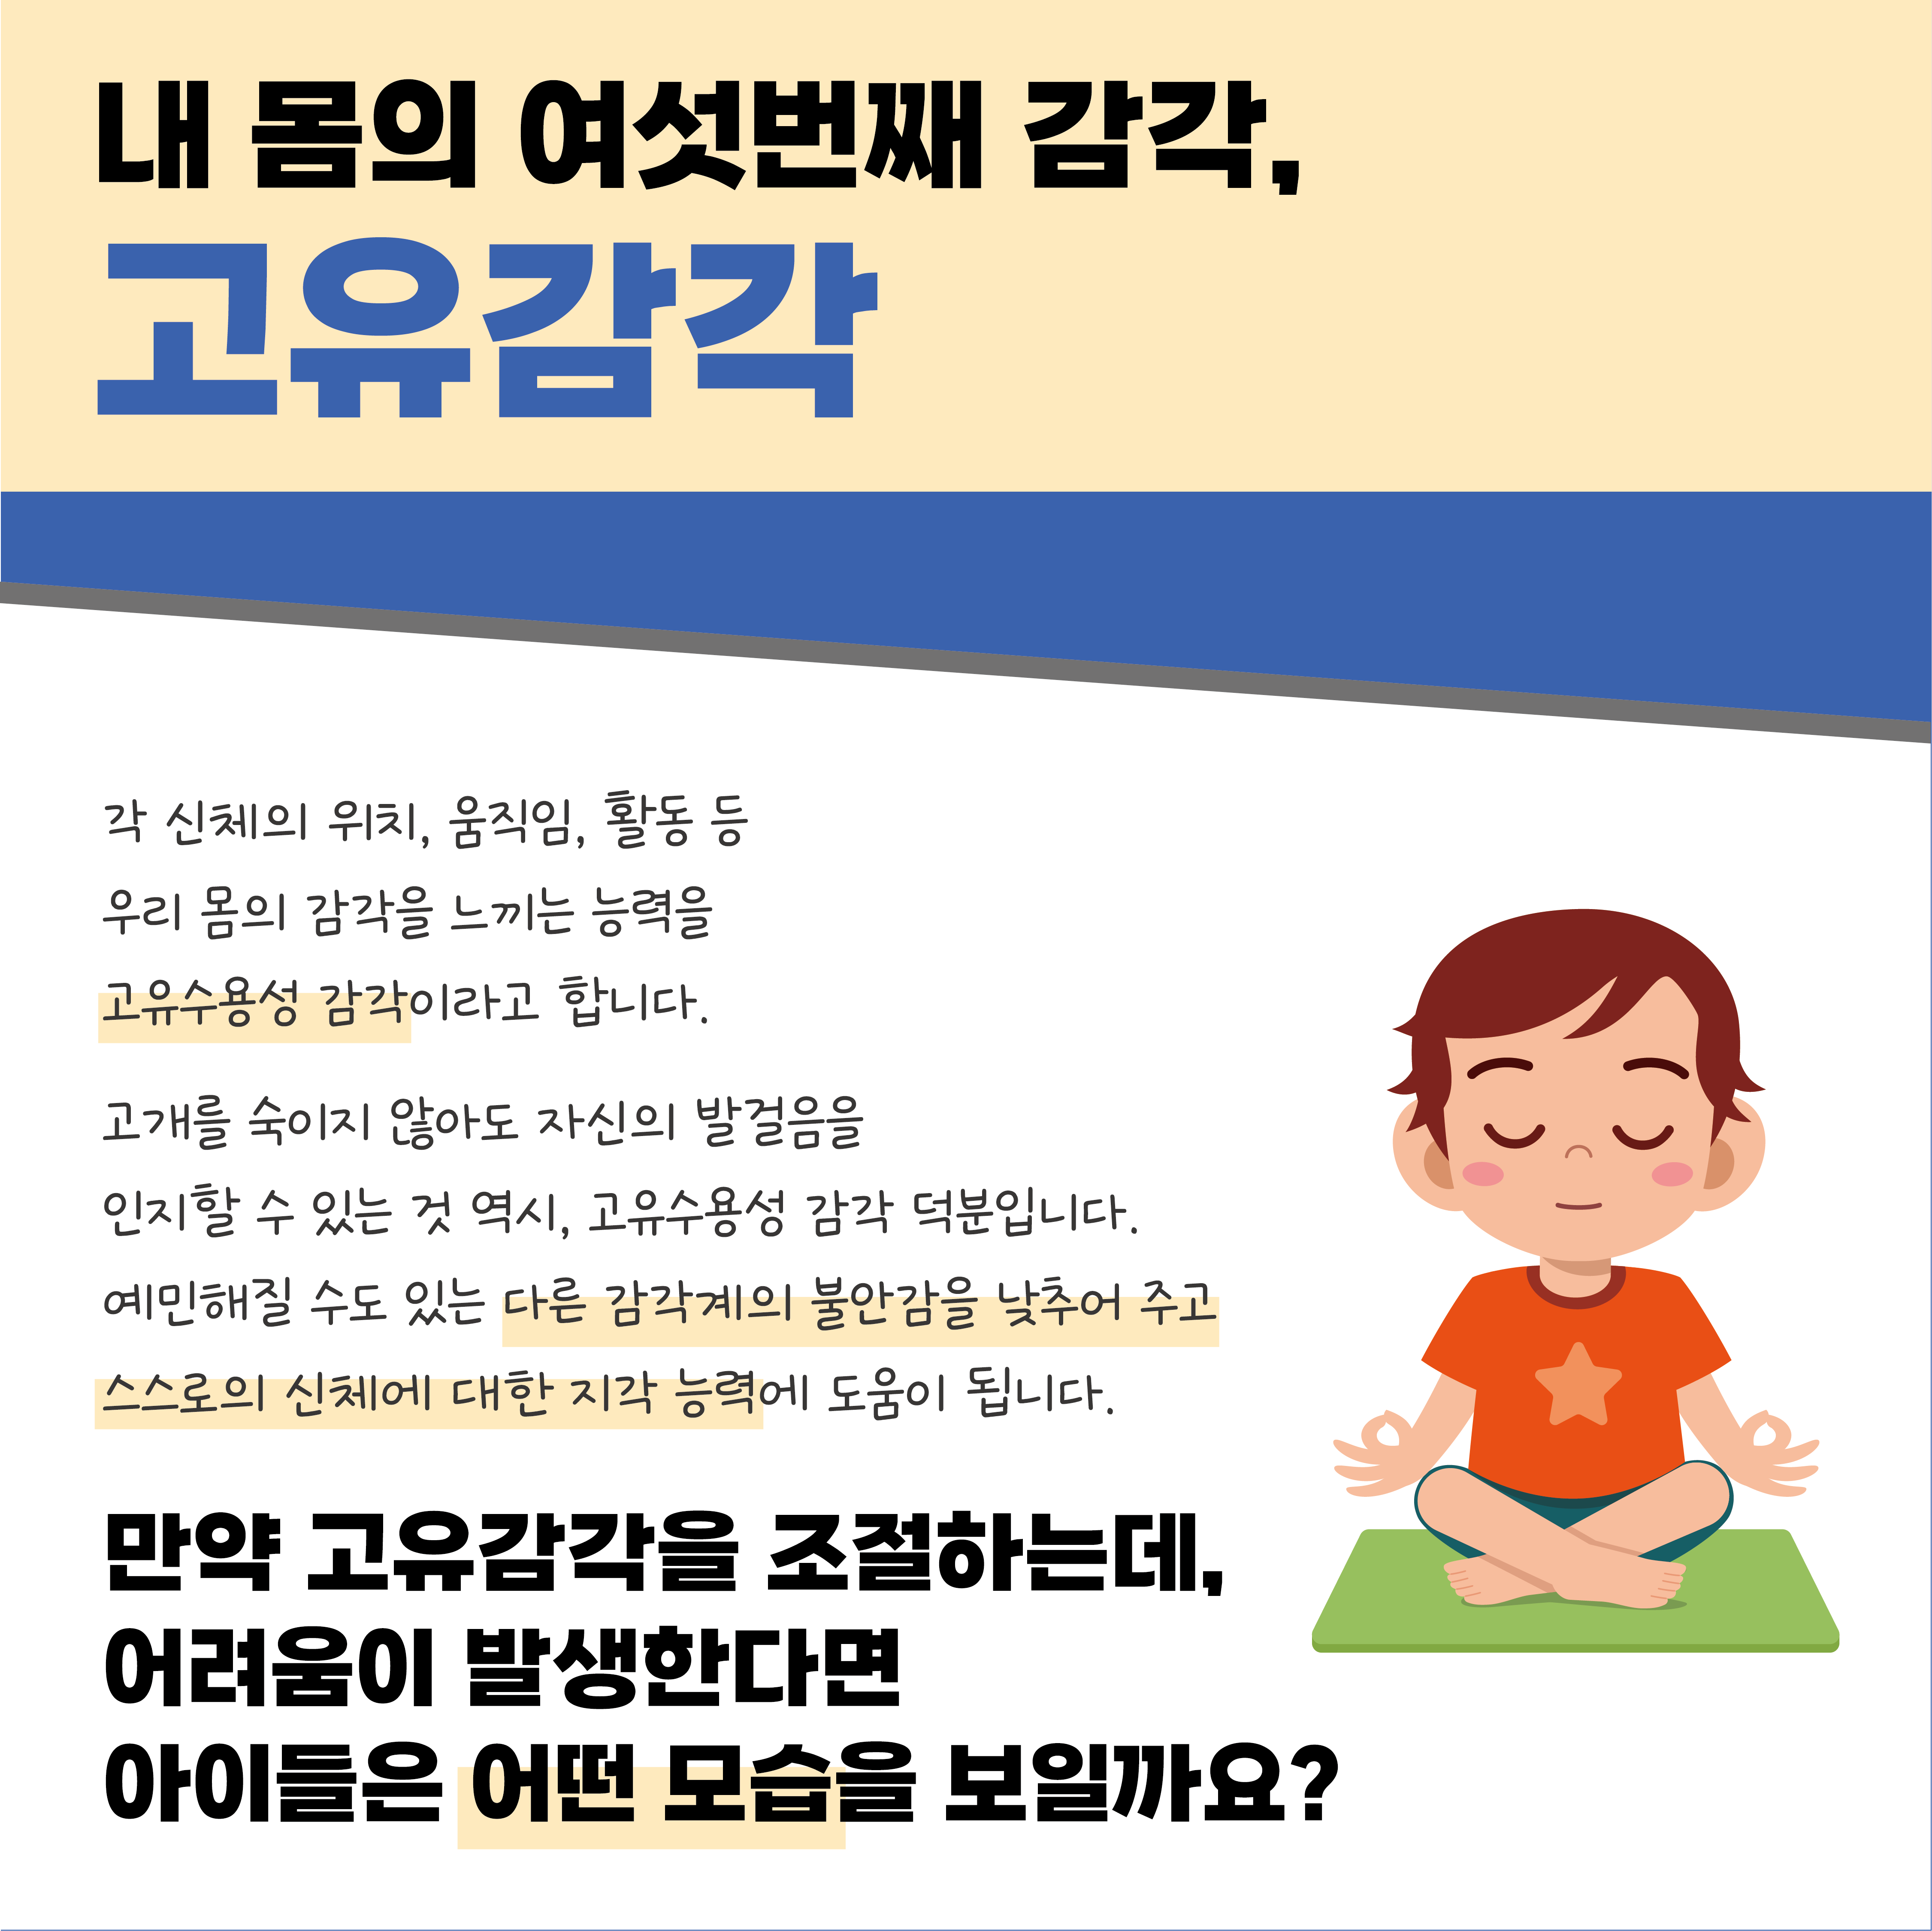 내 몸의 여섯번째 감각,
고유감각
각 신체의 위치, 움직임, 활동 등
우리 몸의 감각을 느끼는 능력을
고유수용성 감각이라고 합니다.
고개를 숙이지 않아도 자신의 발걸음을
인지할 수 있는 것 역시, 고유수용성 감각 덕분입니다.
예민해질 수도 있는 다른 감각계의 불안감을 낮추어 주고
스스로의 신체에 대한 지각 능력에 도움이 됩니다.
만약 고유감각을 조절하는데,
어려움이 발생한다면
아이들은 어떤 모습을 보일까요?